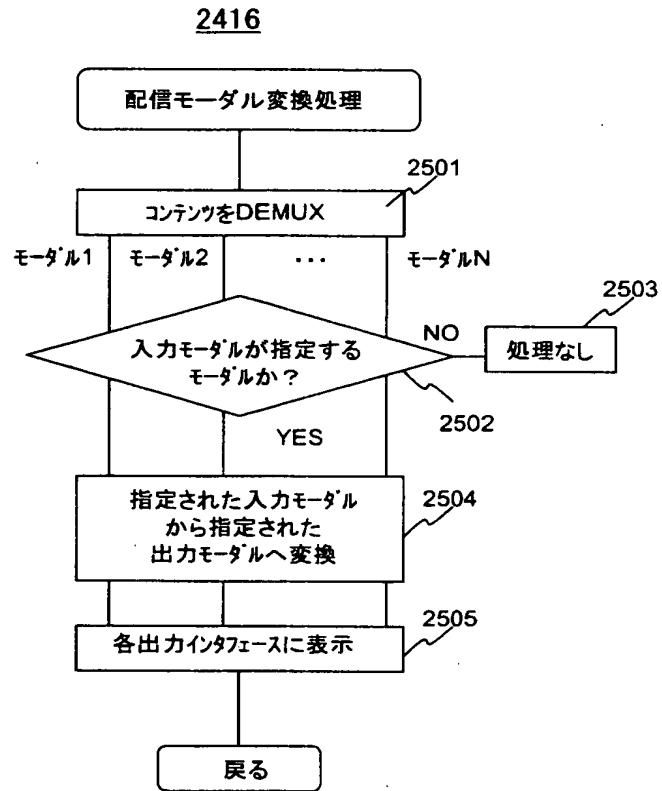 2416
配信モーダル変換処理
2501
コンテンツをDEMUX
モーダル1 モーダル2 ... モーダルN
2503
NO
処理なし
入力モーダルが指定する
モーダルか?
2502
YES
指定された入力モーダル
から指定された
出力モーダルへ変換
2504
2505
各出力インタフェースに表示
戻る